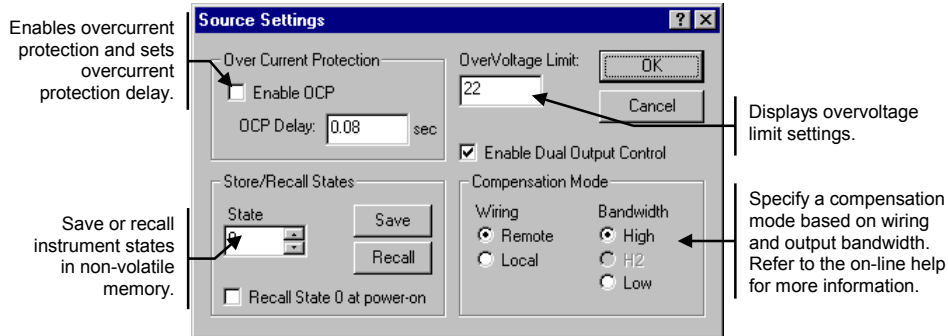 Enables overcurrent
protection and sets
overcurrent
protection delay.
Save or recall
instrument states
in non-volatile
memory.
Source Settings
Over Current Protection
Enable OCP
OCP Delay: 0.08 sec
OverVoltage Limit:
22
OK
Cancel
Enable Dual Output Control
Store/Recall States
State
Save
Recall
Recall State 0 at power-on
Compensation Mode
Wiring
Remote
Local
Bandwidth
High
H2
Low
Displays overvoltage
limit settings.
Specify a compensation
mode based on wiring
and output bandwidth.
Refer to the on-line help
for more information.